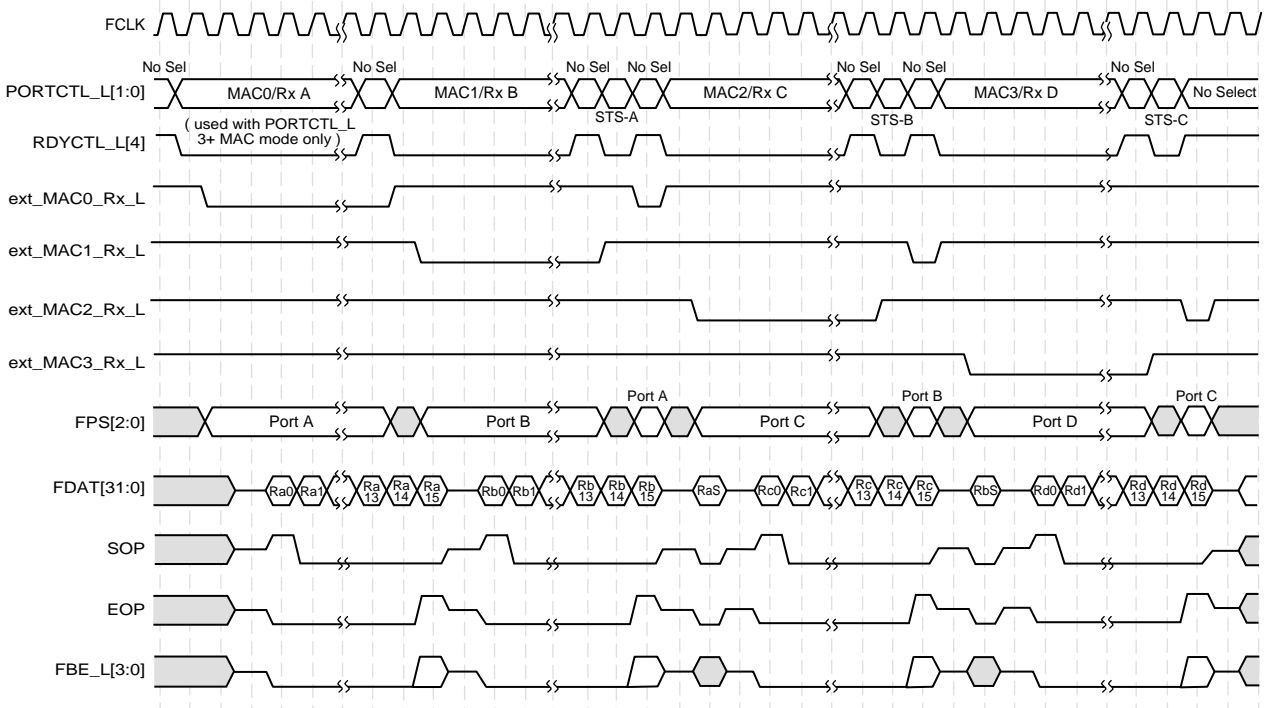 FCLK
No Sel No Sel No Sel No Sel No Sel No Sel No Sel
PORTCTL_L[1:0] MAC0/Rx A MAC1/Rx B MAC2/Rx C MAC3/Rx D No Select
STS-A STS-B STS-C
( used with PORTCTL_L
3+ MAC mode only )
RDYCTL_L[4]
ext_MAC0_Rx_L
ext_MAC1_Rx_L
ext_MAC2_Rx_L
ext_MAC3_Rx_L
Port A Port B Port C
FPS[2:0] Port A Port B Port C Port D
FDAT[31:0] Ra0 Ra1 Ra 13 Ra 14 Ra 15 Rb0 Rb1 Rb 13 Rb 14 Rb 15 RaS Rc0 Rc1 Rc 13 Rc 14 Rc 15 RbS Rd0 Rd1 Rd 13 Rd 14 Rd 15
SOP
EOP
FBE_L[3:0]